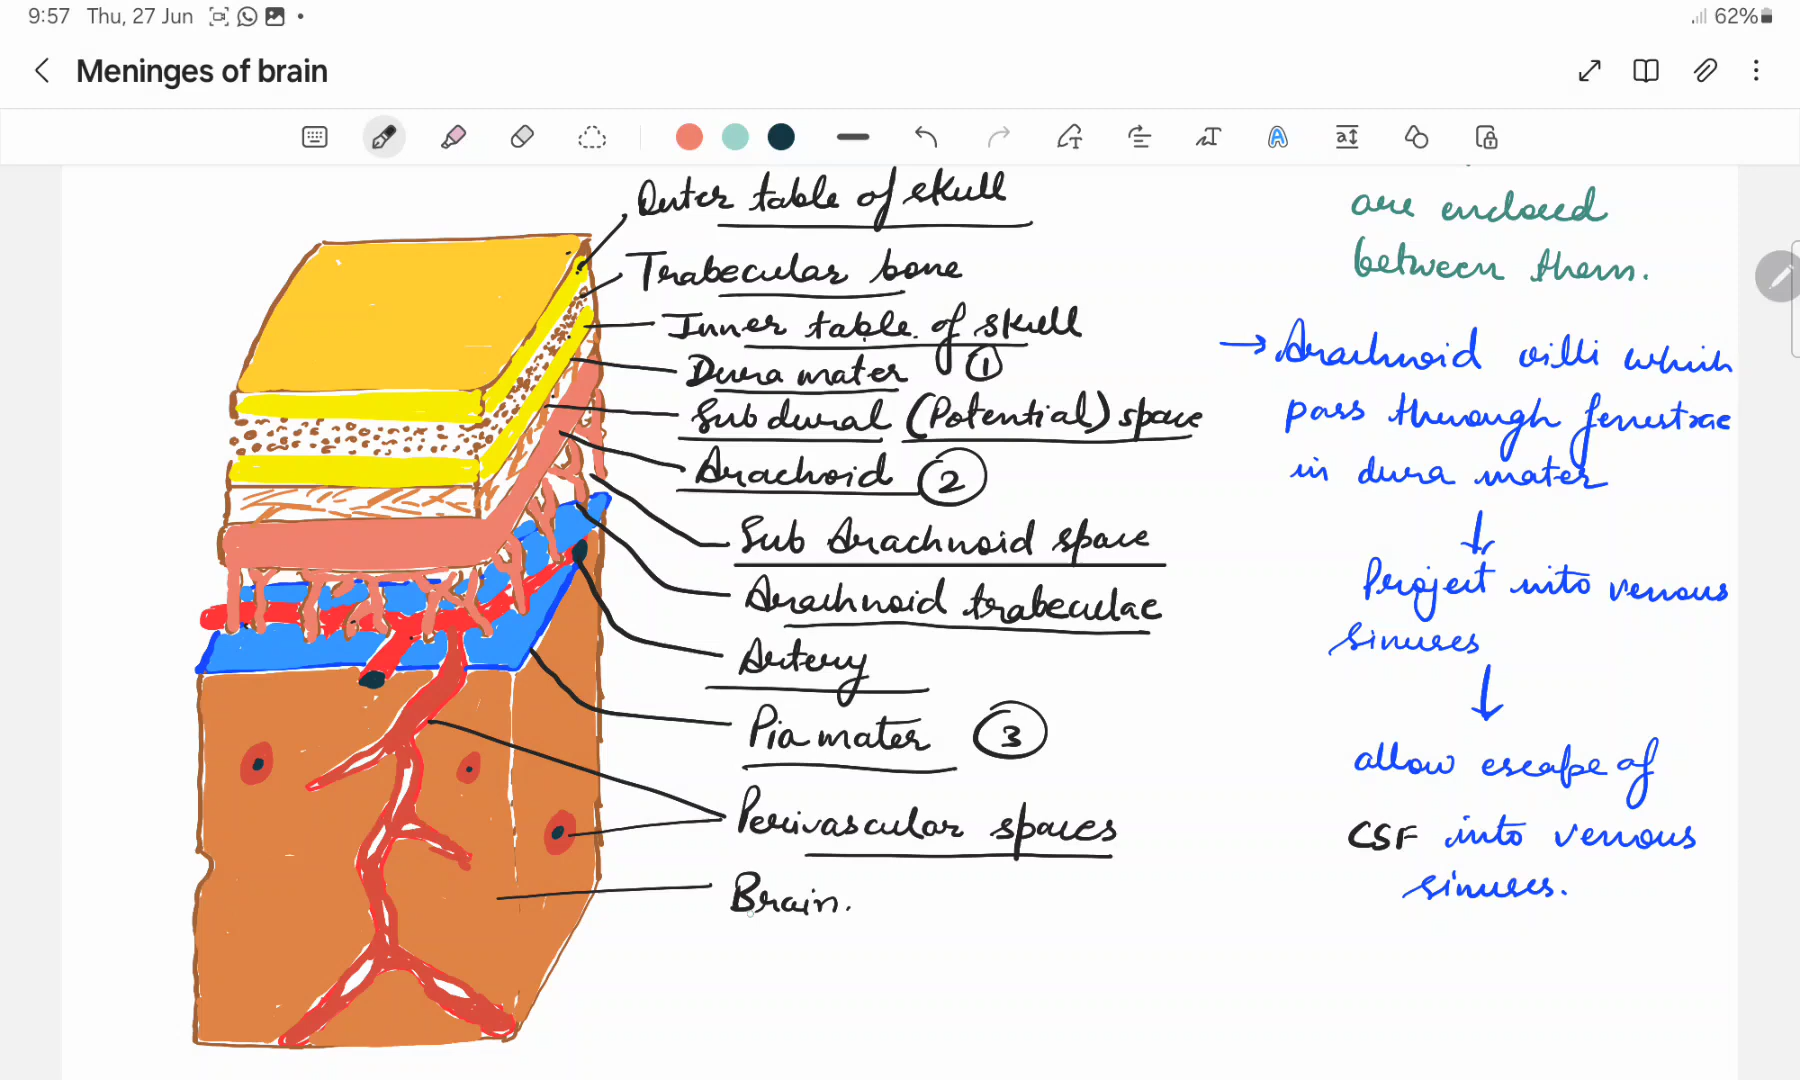 9:57 Thu, 27 Jun
62%
Meninges of brain
Outer table of skull
Trabecular bone
Inner table of skull
Dura mater ①
Sub dural (Potential) space
Arachnoid ②
Sub Arachnoid space
Arachnoid trabeculae
Artery
Pia mater ③
Perivascular spaces
Brain.
are enclosed
between them.
→ Arachnoid villi which
pass through fenestrae
in dura mater
↓
Project into venous
sinuses
↓
allow escape of
CSF into venous
sinuses.